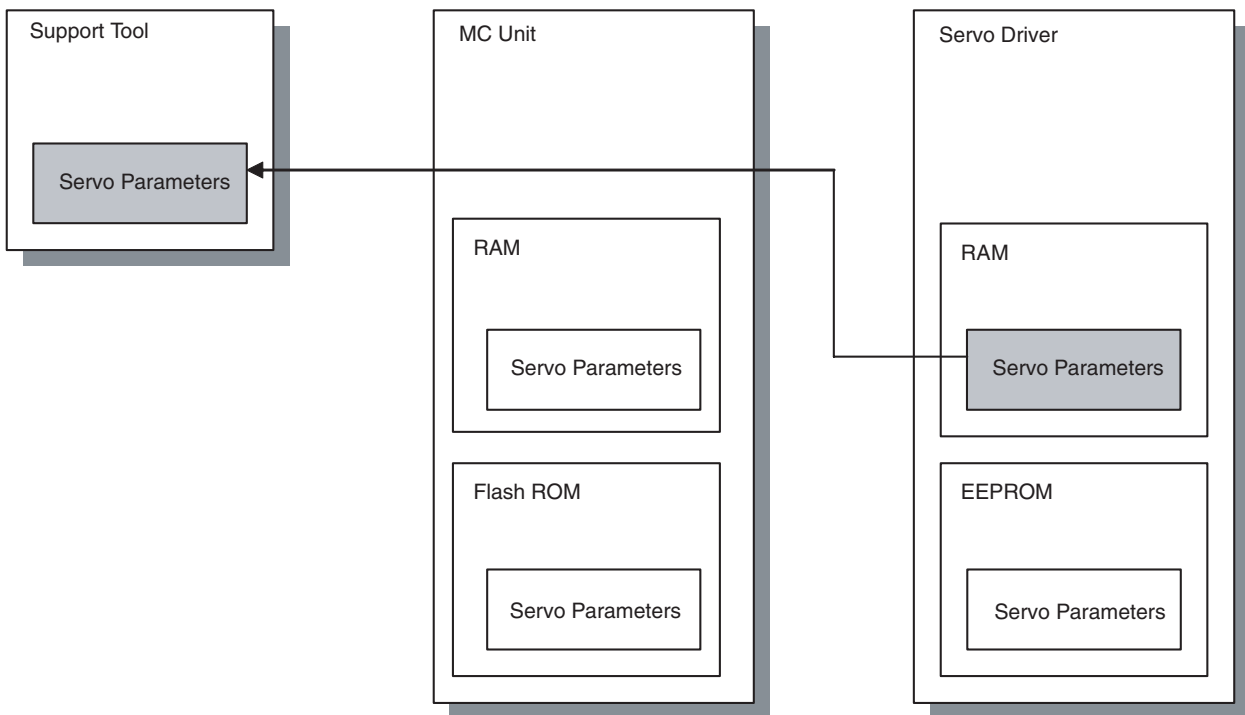 Support Tool
Servo Parameters
MC Unit
RAM
Servo Parameters
Flash ROM
Servo Parameters
Servo Driver
RAM
Servo Parameters
EEPROM
Servo Parameters